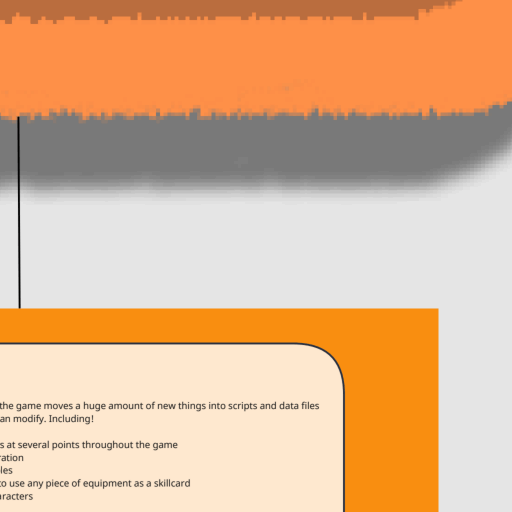 the game moves a huge amount of new things into scripts and data files
an modify. Including!
s at several points throughout the game
ration
les
to use any piece of equipment as a skillcard
aracters